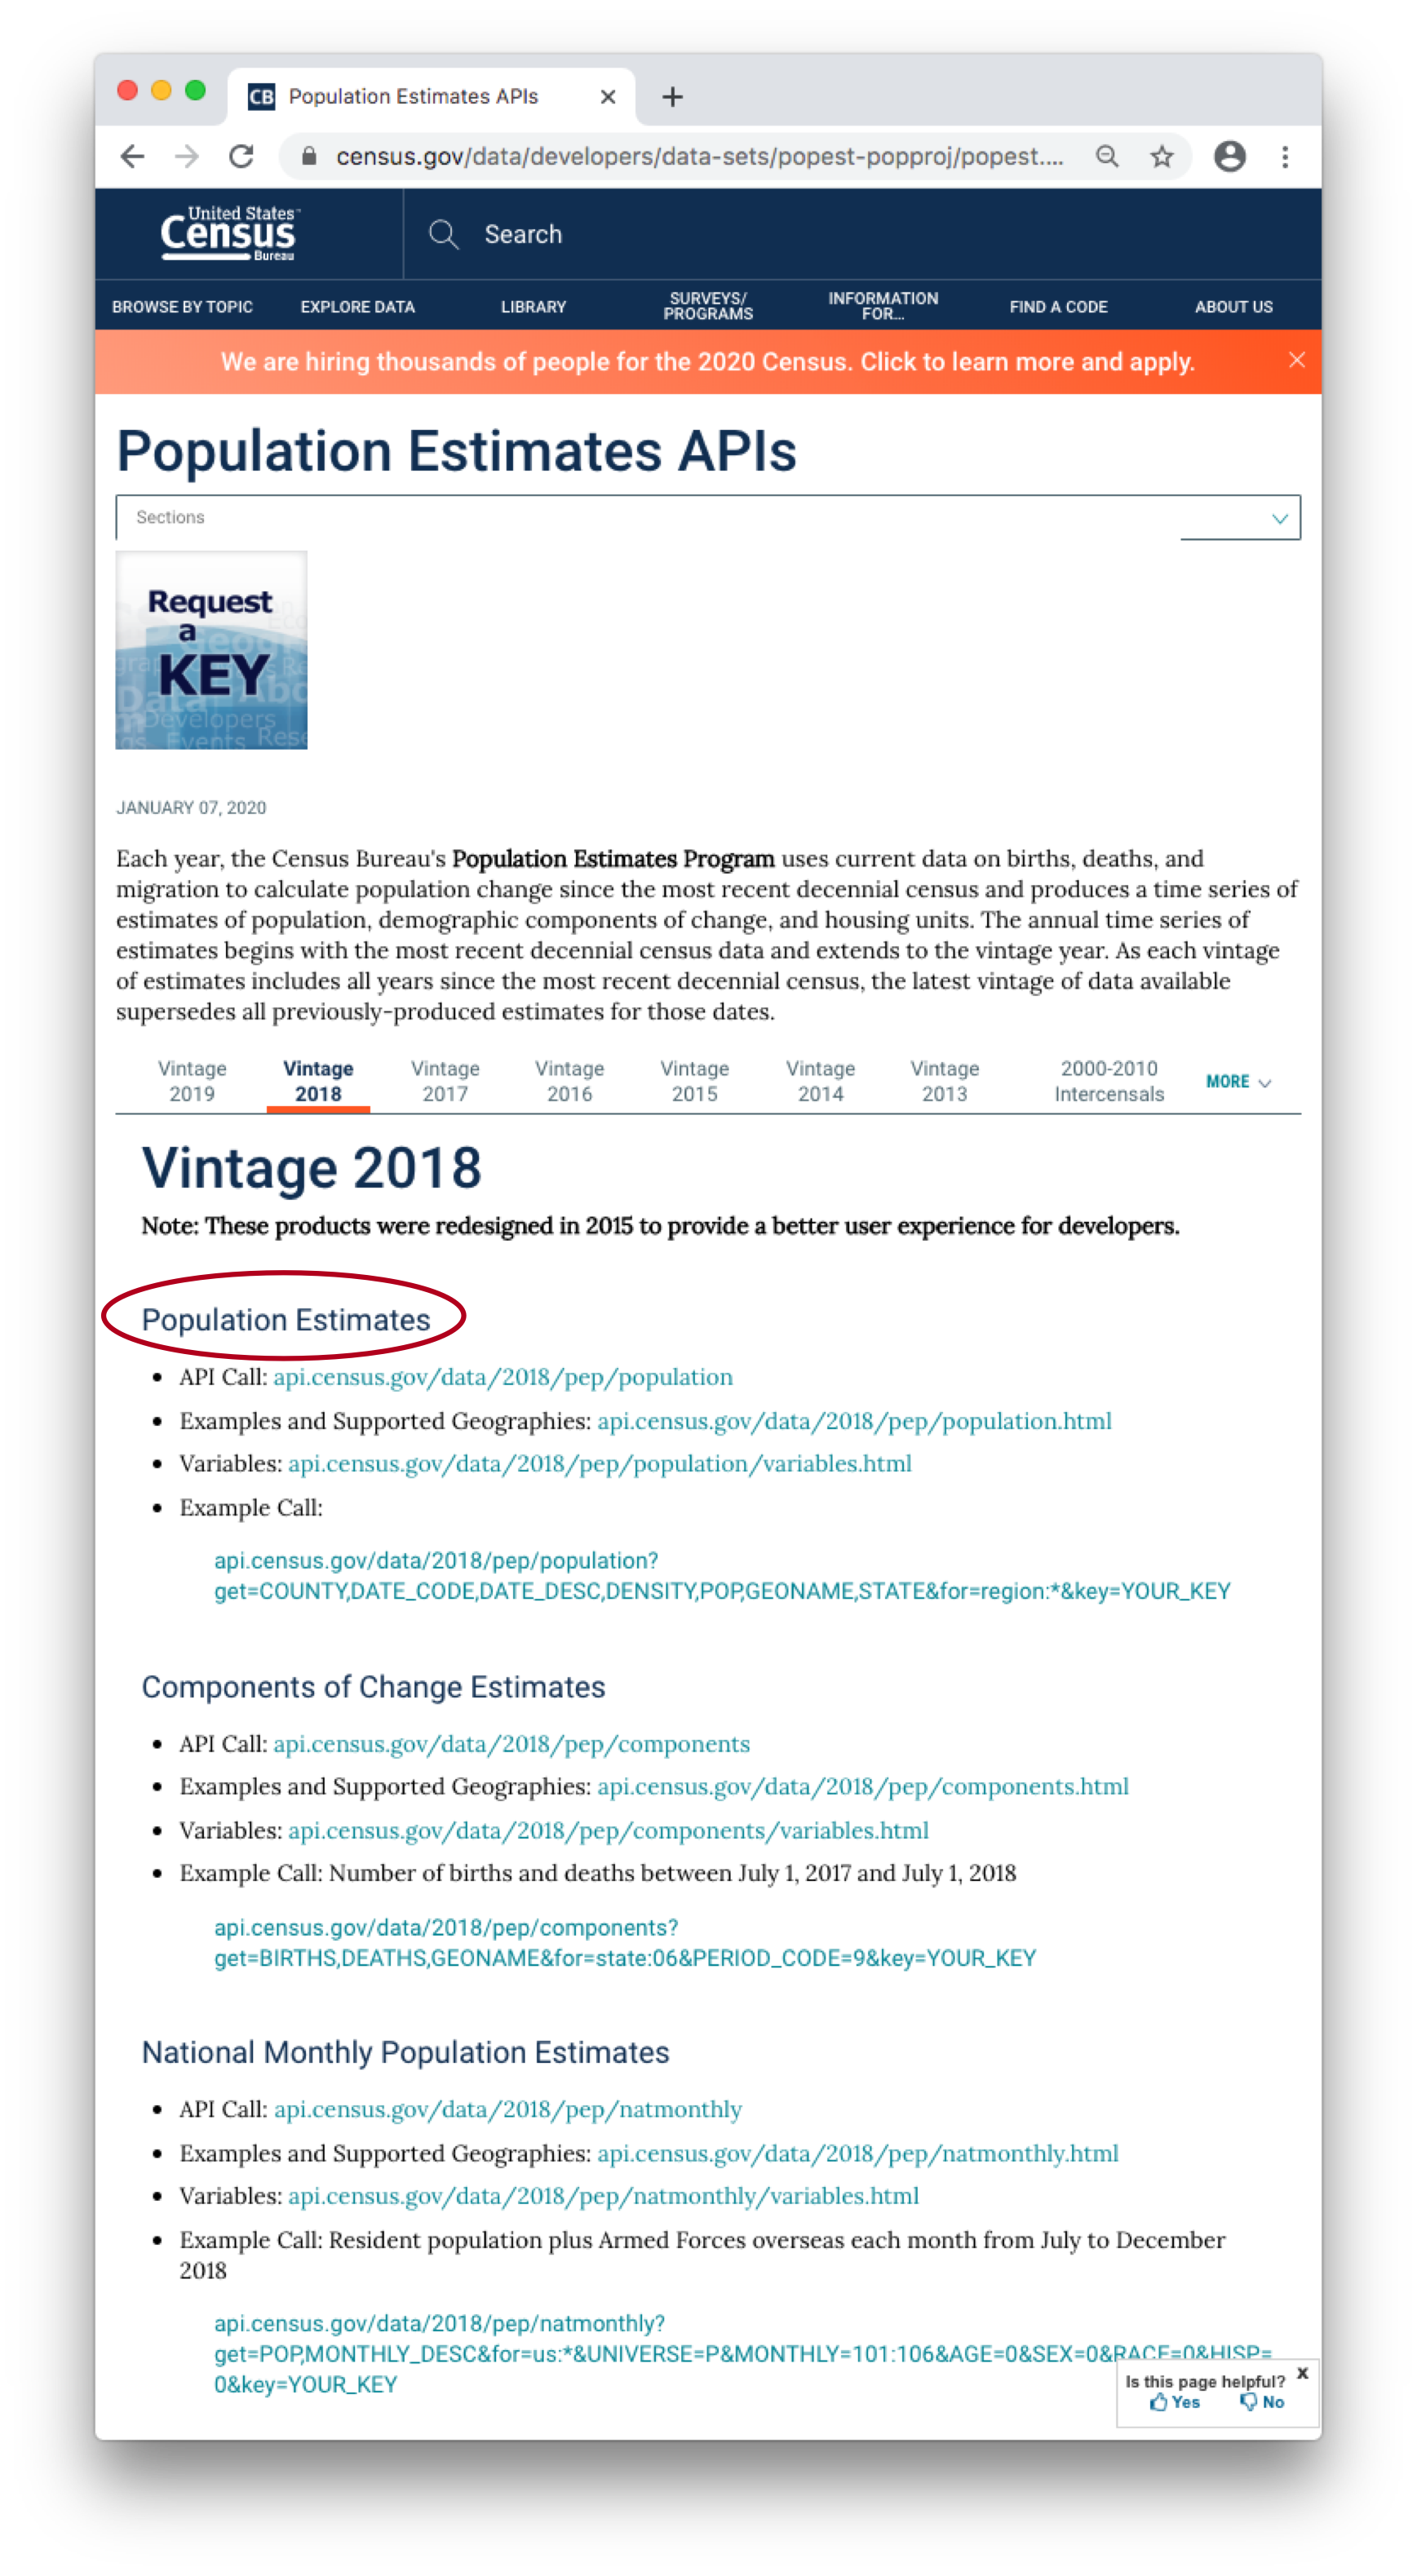 CB Population Estimates APIs × +
census.gov/data/developers/data-sets/popest-popproj/popest....
United States™
Census
Bureau
Search
BROWSE BY TOPIC EXPLORE DATA LIBRARY SURVEYS/ PROGRAMS INFORMATION FOR... FIND A CODE ABOUT US
We are hiring thousands of people for the 2020 Census. Click to learn more and apply.
Population Estimates APIs
Sections
Request
a
KEY
Data
Developers
Events
JANUARY 07, 2020
Each year, the Census Bureau's Population Estimates Program uses current data on births, deaths, and
migration to calculate population change since the most recent decennial census and produces a time series of
estimates of population, demographic components of change, and housing units. The annual time series of
estimates begins with the most recent decennial census data and extends to the vintage year. As each vintage
of estimates includes all years since the most recent decennial census, the latest vintage of data available
supersedes all previously-produced estimates for those dates.
Vintage 2019 Vintage 2018 Vintage 2017 Vintage 2016 Vintage 2015 Vintage 2014 Vintage 2013 2000-2010 Intercensals MORE
Vintage 2018
Note: These products were redesigned in 2015 to provide a better user experience for developers.
Population Estimates
• API Call: api.census.gov/data/2018/pep/population
• Examples and Supported Geographies: api.census.gov/data/2018/pep/population.html
• Variables: api.census.gov/data/2018/pep/population/variables.html
• Example Call:
api.census.gov/data/2018/pep/population?
get=COUNTY,DATE_CODE,DATE_DESC,DENSITY,POP,GEONAME,STATE&for=region:*&key=YOUR_KEY
Components of Change Estimates
• API Call: api.census.gov/data/2018/pep/components
• Examples and Supported Geographies: api.census.gov/data/2018/pep/components.html
• Variables: api.census.gov/data/2018/pep/components/variables.html
• Example Call: Number of births and deaths between July 1, 2017 and July 1, 2018
api.census.gov/data/2018/pep/components?
get=BIRTHS,DEATHS,GEONAME&for=state:06&PERIOD_CODE=9&key=YOUR_KEY
National Monthly Population Estimates
• API Call: api.census.gov/data/2018/pep/natmonthly
• Examples and Supported Geographies: api.census.gov/data/2018/pep/natmonthly.html
• Variables: api.census.gov/data/2018/pep/natmonthly/variables.html
• Example Call: Resident population plus Armed Forces overseas each month from July to December
2018
api.census.gov/data/2018/pep/natmonthly?
get=POP,MONTHLY_DESC&for=us:*&UNIVERSE=P&MONTHLY=101:106&AGE=0&SEX=0&RACE=0&HISP=
0&key=YOUR_KEY
Is this page helpful? X
Yes No